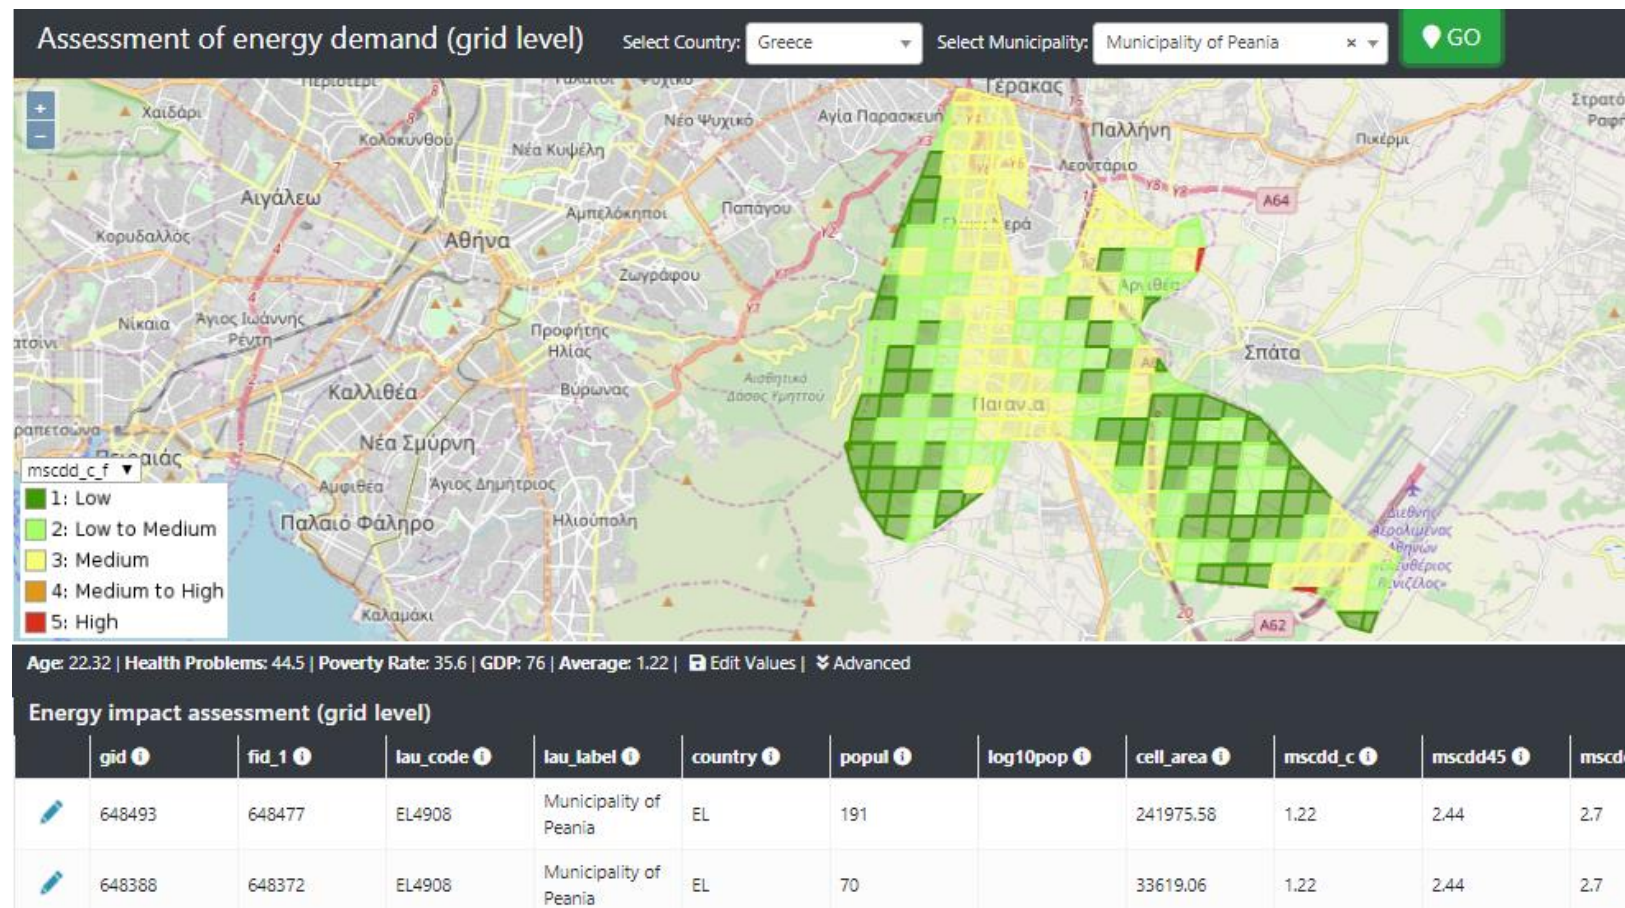 Assessment of energy demand (grid level) Select Country: Greece Select Municipality: Municipality of Peania × GO
+
−
Χαϊδάρι
Κολοκυνθού
Νέα Κυψέλη
Νέο Ψυχικό
Αγία Παρασκευή
Γέρακας
Παλλήνη
Πικέρμι
Λεοντάριο
Αιγάλεω
Αμπελόκηποι
Παπάγου
A64
Κορυδαλλός
Αθήνα
Ζωγράφου
Νίκαια
Άγιος Ιωάννης
Ρέντη
Προφήτης
Ηλίας
Σπάτα
Καλλιθέα
Βύρωνας
Αισθητικό
Δάσος Υμηττού
Παιανία
Νέα Σμύρνη
mscdd_c_f
1: Low
2: Low to Medium
3: Medium
4: Medium to High
5: High
Αμφιθέα
Άγιος Δημήτριος
Παλαιό Φάληρο
Ηλιούπολη
Καλαμάκι
20
A62
Age: 22.32 | Health Problems: 44.5 | Poverty Rate: 35.6 | GDP: 76 | Average: 1.22 | Edit Values | Advanced
Energy impact assessment (grid level)
gid fid_1 lau_code lau_label country popul log10pop cell_area mscdd_c mscdd45
648493 648477 EL4908 Municipality of Peania EL 191 241975.58 1.22 2.44 2.7
648388 648372 EL4908 Municipality of Peania EL 70 33619.06 1.22 2.44 2.7